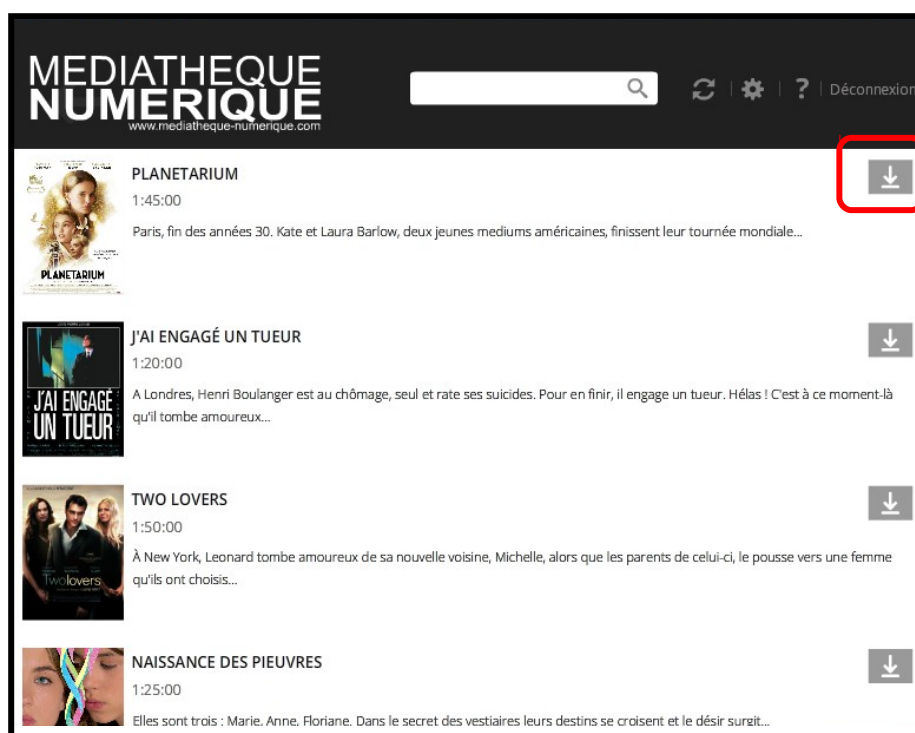 MEDIATHEQUE
NUMERIQUE
www.mediatheque-numerique.com
? Déconnexion
PLANETARIUM
1:45:00
Paris, fin des années 30. Kate et Laura Barlow, deux jeunes mediums américaines, finissent leur tournée mondiale...
PLANETARIUM
J'AI ENGAGÉ UN TUEUR
1:20:00
A Londres, Henri Boulanger est au chômage, seul et rate ses suicides. Pour en finir, il engage un tueur. Hélas ! C'est à ce moment-là
qu'il tombe amoureux...
J'AI ENGAGÉ
UN TUEUR
TWO LOVERS
1:50:00
À New York, Leonard tombe amoureux de sa nouvelle voisine, Michelle, alors que les parents de celui-ci, le pousse vers une femme
qu'ils ont choisis...
Two lovers
NAISSANCE DES PIEUVRES
1:25:00
Elles sont trois : Marie, Anne, Floriane. Dans le secret des vestiaires leurs destins se croisent et le désir surgit...